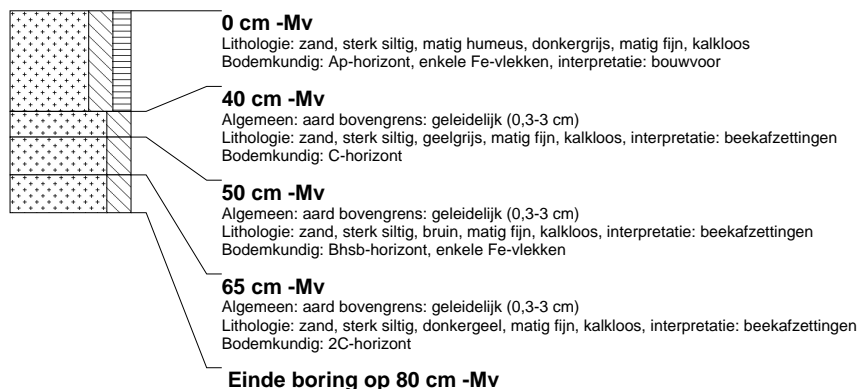 0 cm -Mv
Lithologie: zand, sterk siltig, matig humeus, donkergrijs, matig fijn, kalkloos
Bodemkundig: Ap-horizont, enkele Fe-vlekken, interpretatie: bouwvoor
40 cm -Mv
Algemeen: aard bovengrens: geleidelijk (0,3-3 cm)
Lithologie: zand, sterk siltig, geelgrijs, matig fijn, kalkloos, interpretatie: beekafzettingen
Bodemkundig: C-horizont
50 cm -Mv
Algemeen: aard bovengrens: geleidelijk (0,3-3 cm)
Lithologie: zand, sterk siltig, bruin, matig fijn, kalkloos, interpretatie: beekafzettingen
Bodemkundig: Bhsb-horizont, enkele Fe-vlekken
65 cm -Mv
Algemeen: aard bovengrens: geleidelijk (0,3-3 cm)
Lithologie: zand, sterk siltig, donkergeel, matig fijn, kalkloos, interpretatie: beekafzettingen
Bodemkundig: 2C-horizont
Einde boring op 80 cm -Mv